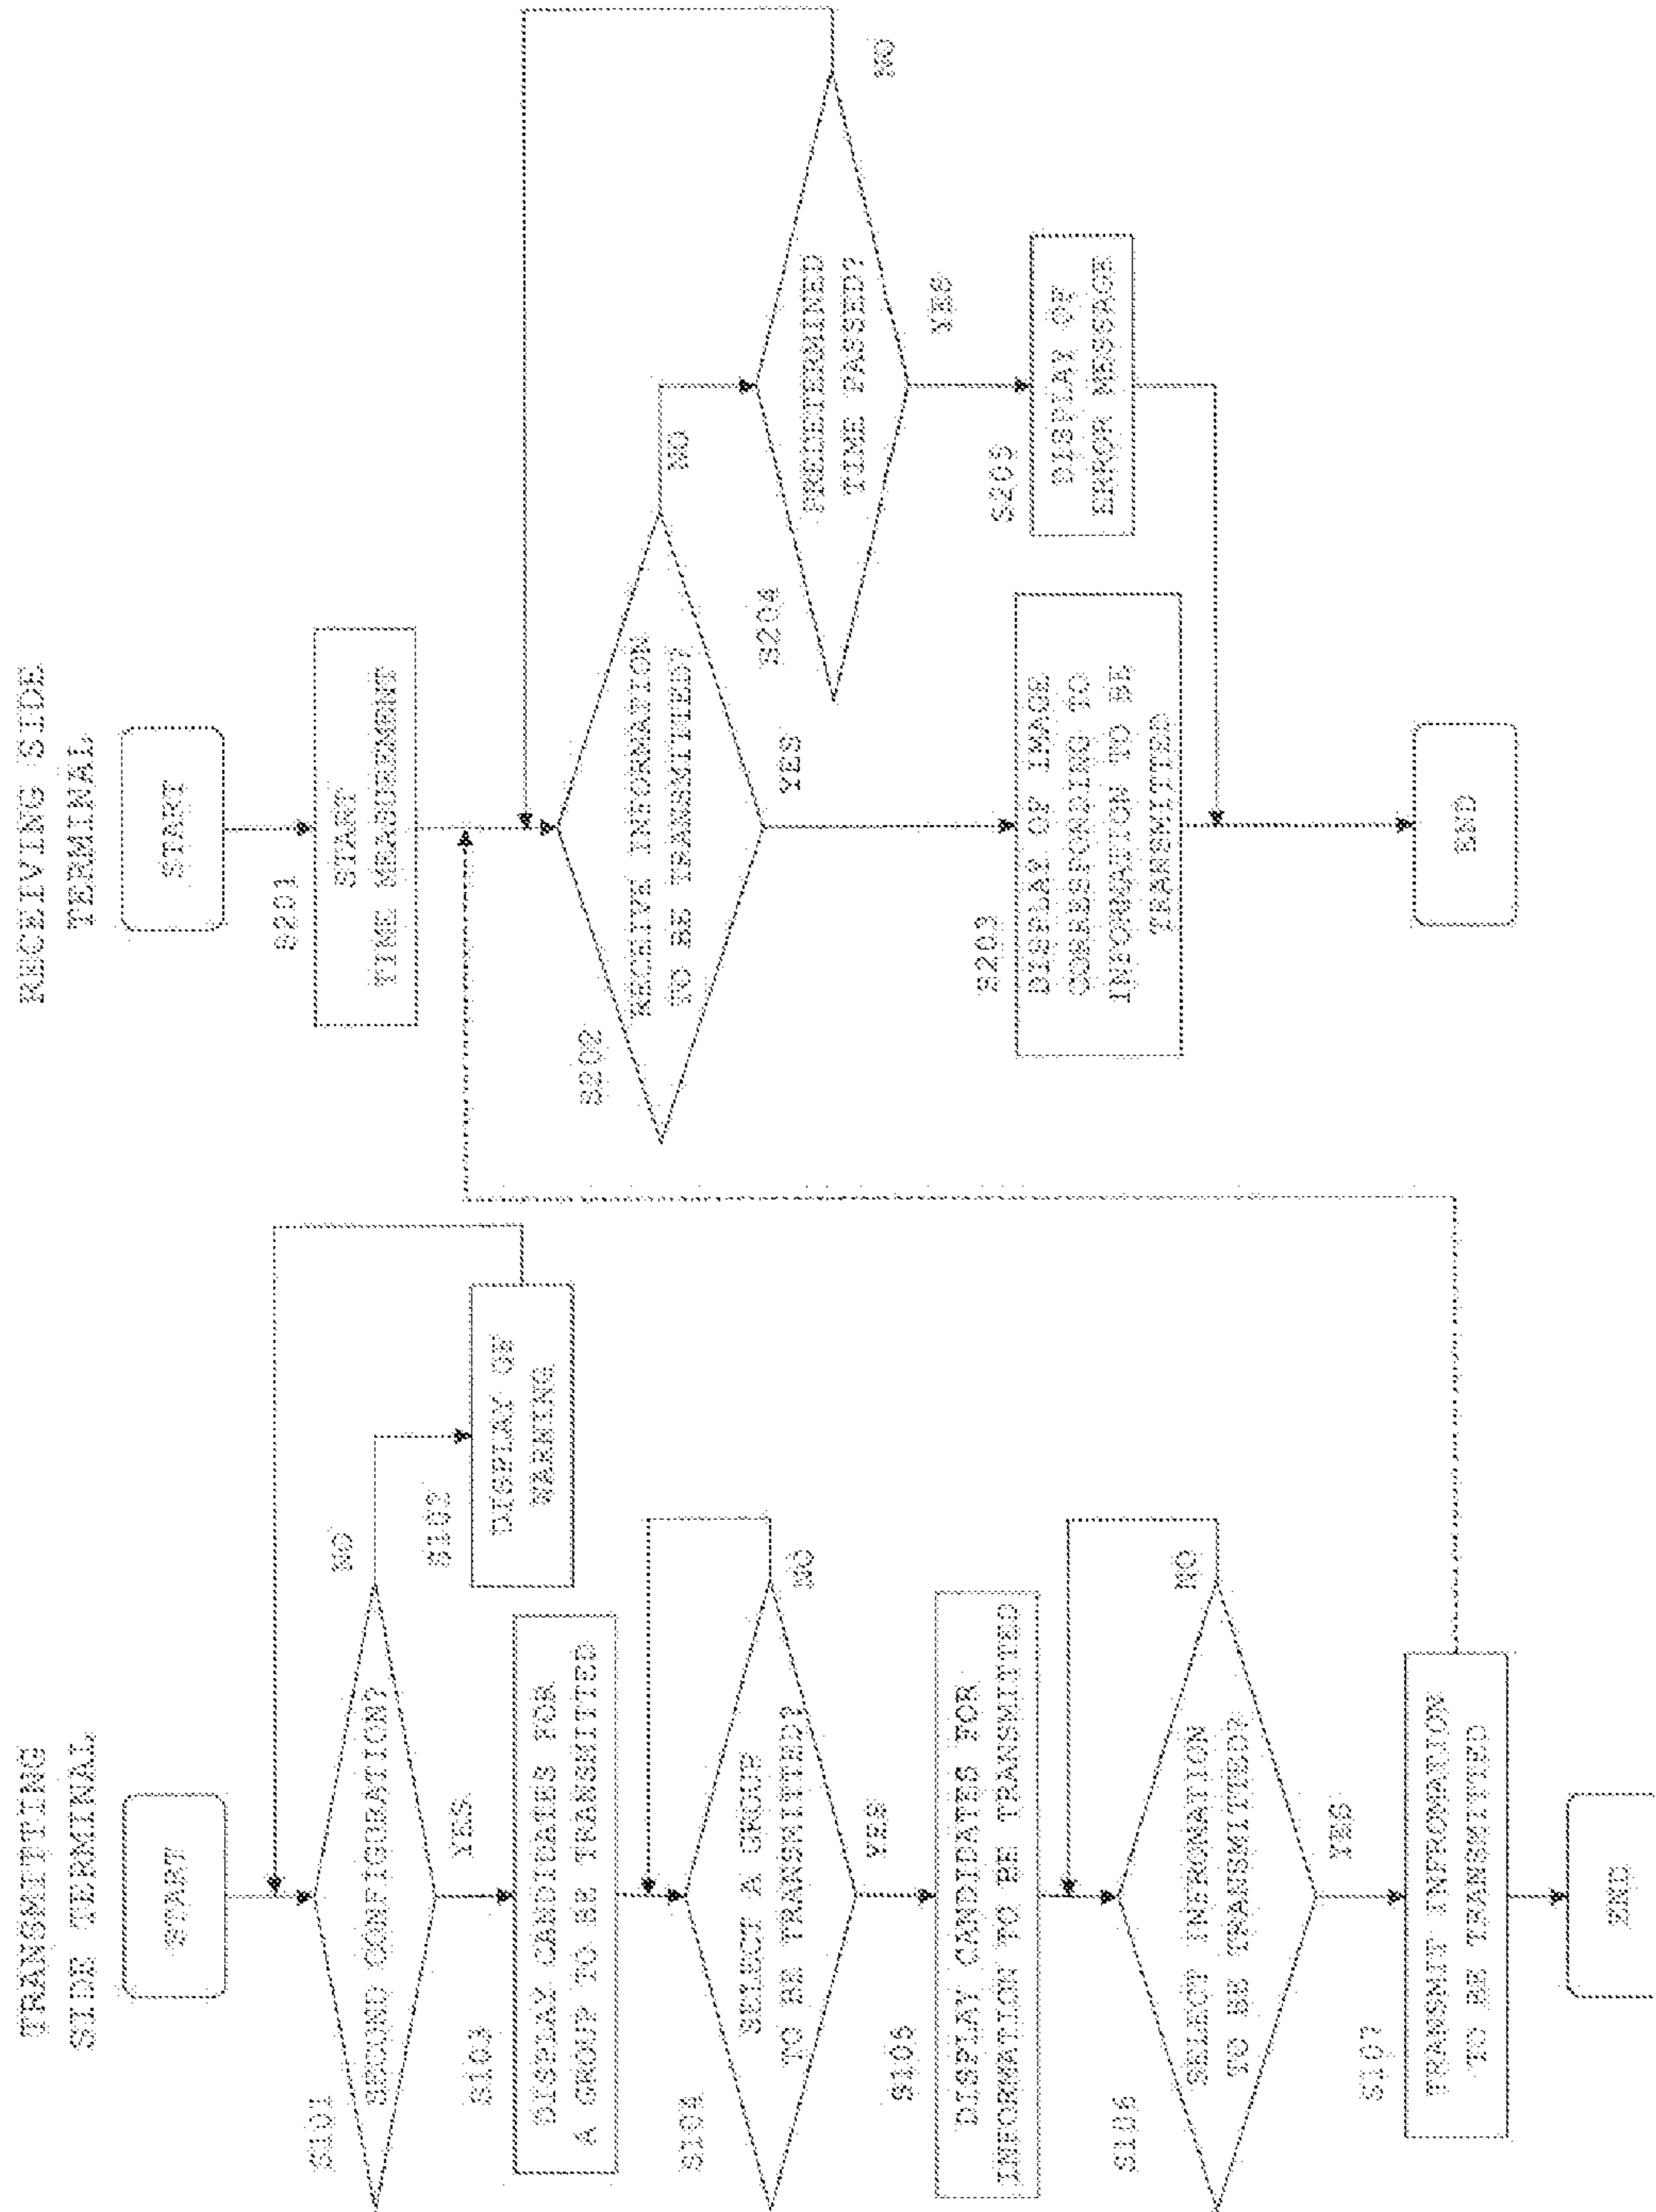 TRANSMITTING
SIDE TERMINAL
START
S101
SECOND CONFIGURATION?
NO
S102
DISPLAY OF
WARNING
YES
S103
DISPLAY CANDIDATES FOR
A GROUP TO BE TRANSMITTED
S104
SELECT A GROUP
TO BE TRANSMITTED?
NO
YES
S105
DISPLAY CANDIDATES FOR
INFORMATION TO BE TRANSMITTED
S106
SELECT INFRONATION
TO BE TRANSMITTED?
NO
YES
S107
TRANSMIT INFROMATION
TO BE TRANSMITED
END
RECEIVING SIDE
TERMINAL
START
S201
START
TIME MEASUREMENT
S202
RECEIVE INFORMATION
TO BE TRANSMITTED?
NO
YES
S204
PREDETERMINED
TIME PASSED?
NO
YES
S203
DISPLAY OF IMAGE
CORRESPONDING TO
INFORMATION TO BE
TRANSMITTED
S205
DISPLAY OF
ERROR MESSAGE
END